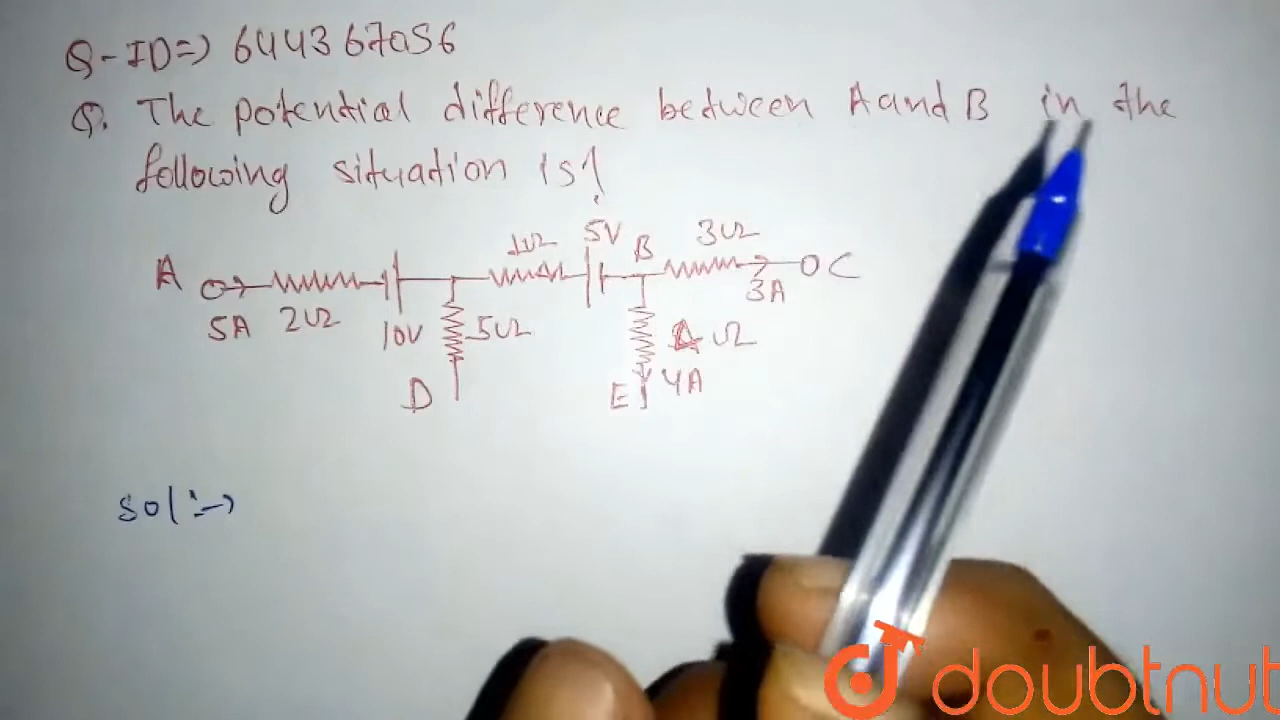 Q-ID=> 644367056
Q. The potential difference between A and B in the
following situation is?
1Ω 5V B 3Ω
A C
5A 2Ω 10V 5Ω Ω 3A
D E 4A
sol:→
doubtnut